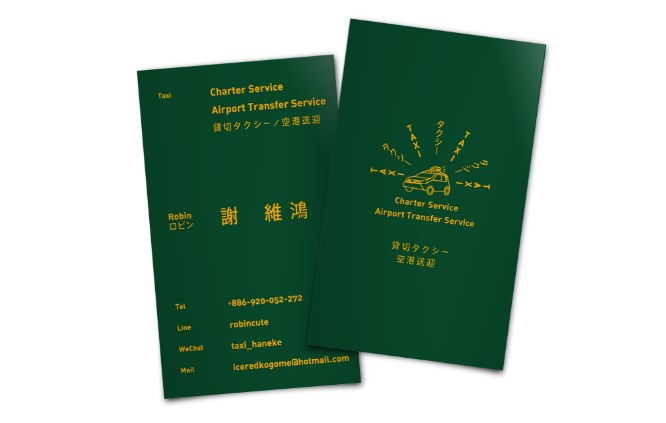 Taxi
Charter Service
Airport Transfer Service
貸切タクシー／空港送迎
Robin
ロビン
謝 維鴻
Tel +886-920-052-272
Line robincute
WeChat taxi_haneke
Mail iceredkogome@hotmail.com
TAXI
タクシー
TAXI
タクシー
TAXI
タクシー
TAXI
Charter Service
Airport Transfer Service
貸切タクシー
空港送迎